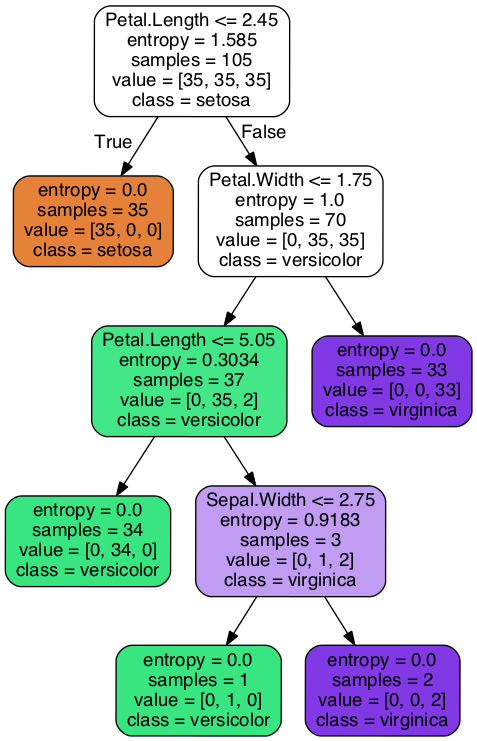 Petal.Length <= 2.45
entropy = 1.585
samples = 105
value = [35, 35, 35]
class = setosa
True
False
entropy = 0.0
samples = 35
value = [35, 0, 0]
class = setosa
Petal.Width <= 1.75
entropy = 1.0
samples = 70
value = [0, 35, 35]
class = versicolor
Petal.Length <= 5.05
entropy = 0.3034
samples = 37
value = [0, 35, 2]
class = versicolor
entropy = 0.0
samples = 33
value = [0, 0, 33]
class = virginica
entropy = 0.0
samples = 34
value = [0, 34, 0]
class = versicolor
Sepal.Width <= 2.75
entropy = 0.9183
samples = 3
value = [0, 1, 2]
class = virginica
entropy = 0.0
samples = 1
value = [0, 1, 0]
class = versicolor
entropy = 0.0
samples = 2
value = [0, 0, 2]
class = virginica